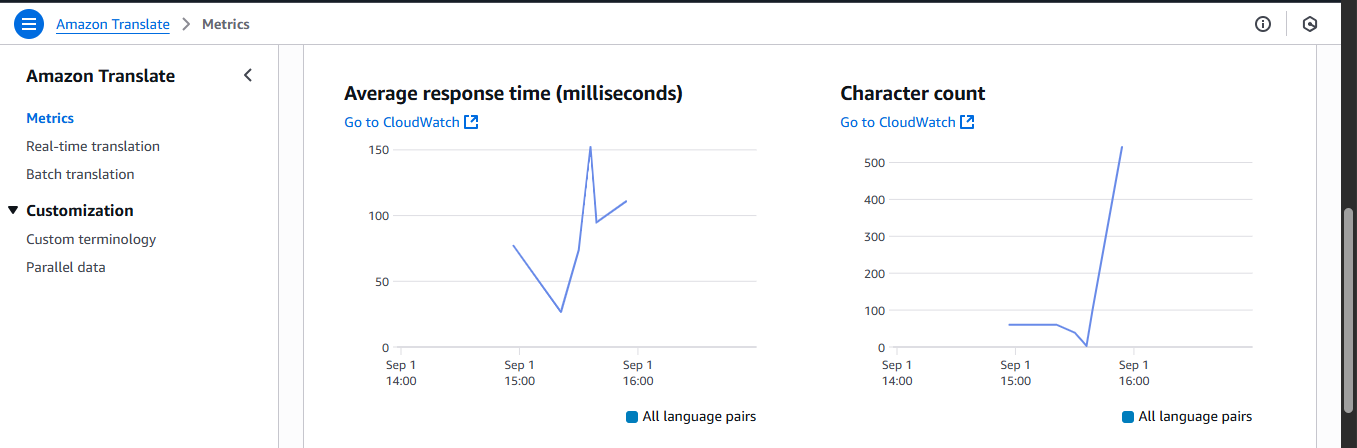 Amazon Translate > Metrics
Amazon Translate
Metrics
Real-time translation
Batch translation
Customization
Custom terminology
Parallel data
Average response time (milliseconds)
Go to CloudWatch
150
100
50
0
Sep 1
14:00
Sep 1
15:00
Sep 1
16:00
All language pairs
Character count
Go to CloudWatch
500
400
300
200
100
0
Sep 1
14:00
Sep 1
15:00
Sep 1
16:00
All language pairs